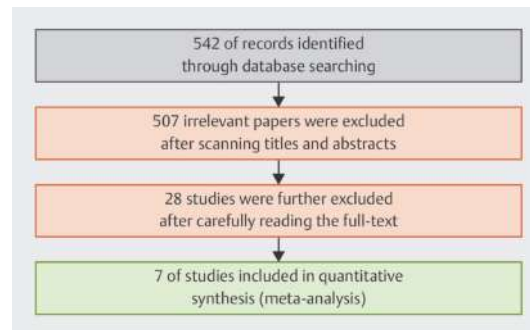 542 of records identified
through database searching
507 irrelevant papers were excluded
after scanning titles and abstracts
28 studies were further excluded
after carefully reading the full-text
7 of studies included in quantitative
synthesis (meta-analysis)